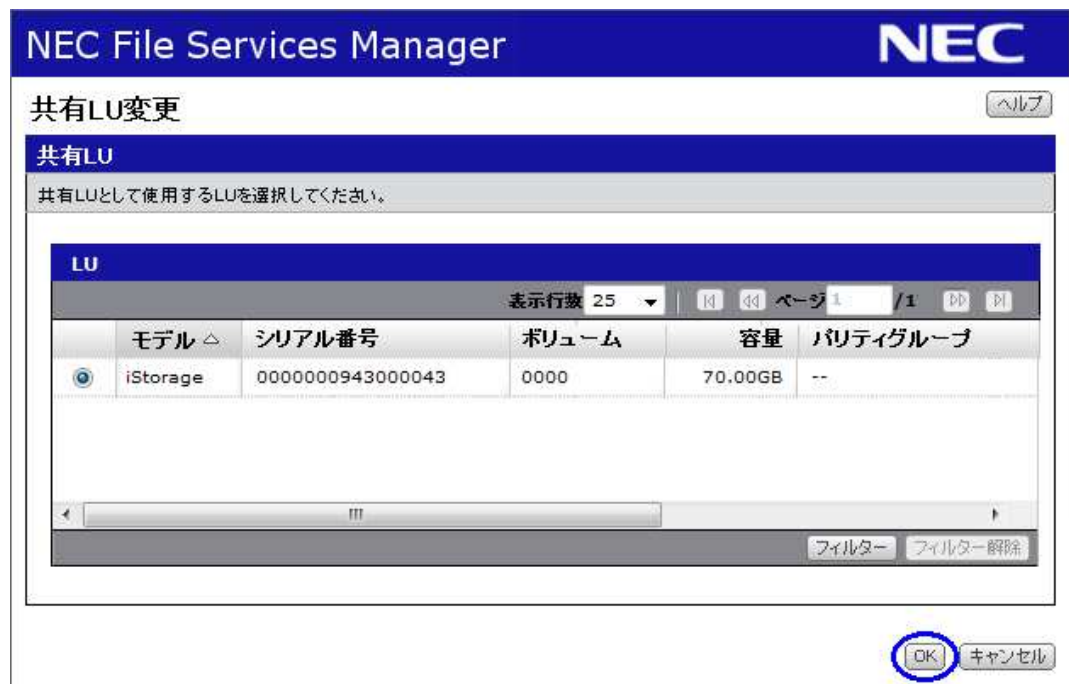 NEC File Services Manager NEC
共有LU変更 ヘルプ
共有LU
共有LUとして使用するLUを選択してください。
LU
表示行数 25 ページ 1 /1
モデル △ シリアル番号 ボリューム 容量 パリティグループ
iStorage 0000000943000043 0000 70.00GB --
フィルター フィルター解除
OK キャンセル